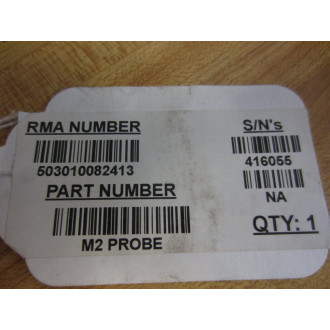 RMA NUMBER
503010082413
PART NUMBER
M2 PROBE
S/N's
416055
NA
QTY: 1